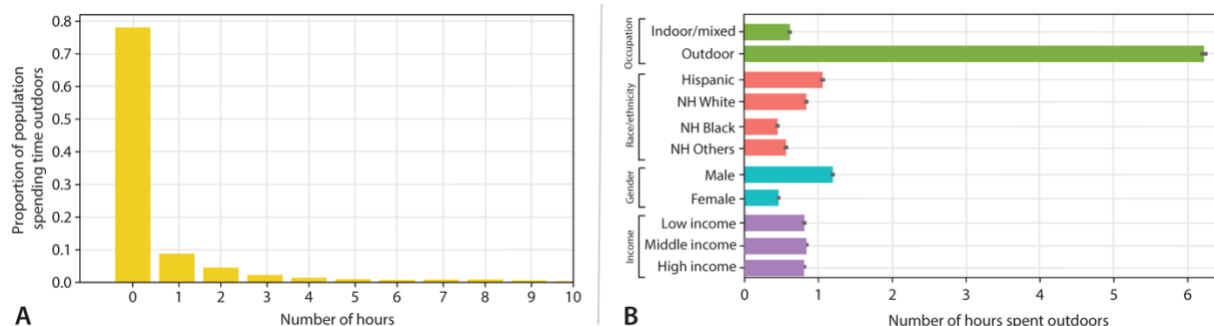 0.8
0.7
0.6
0.5
0.4
0.3
0.2
0.1
0.0
Proportion of population
spending time outdoors
0 1 2 3 4 5 6 7 8 9 10
Number of hours
A
Occupation
Indoor/mixed
Outdoor
Race/ethnicity
Hispanic
NH White
NH Black
NH Others
Gender
Male
Female
Income
Low income
Middle income
High income
0 1 2 3 4 5 6
Number of hours spent outdoors
B